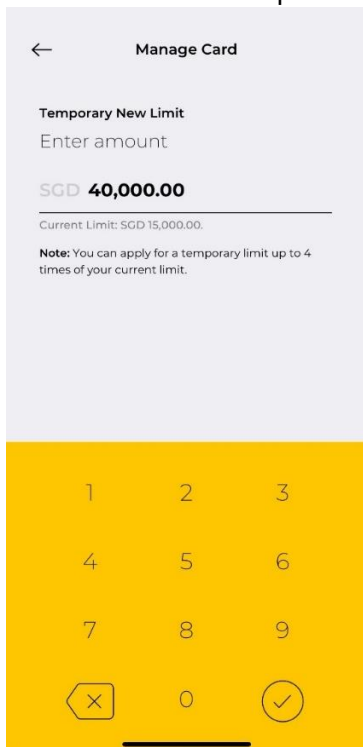 Manage Card
Temporary New Limit
Enter amount
SGD 40,000.00
Current Limit: SGD 15,000.00.
Note: You can apply for a temporary limit up to 4
times of your current limit.
1 2 3
4 5 6
7 8 9
0